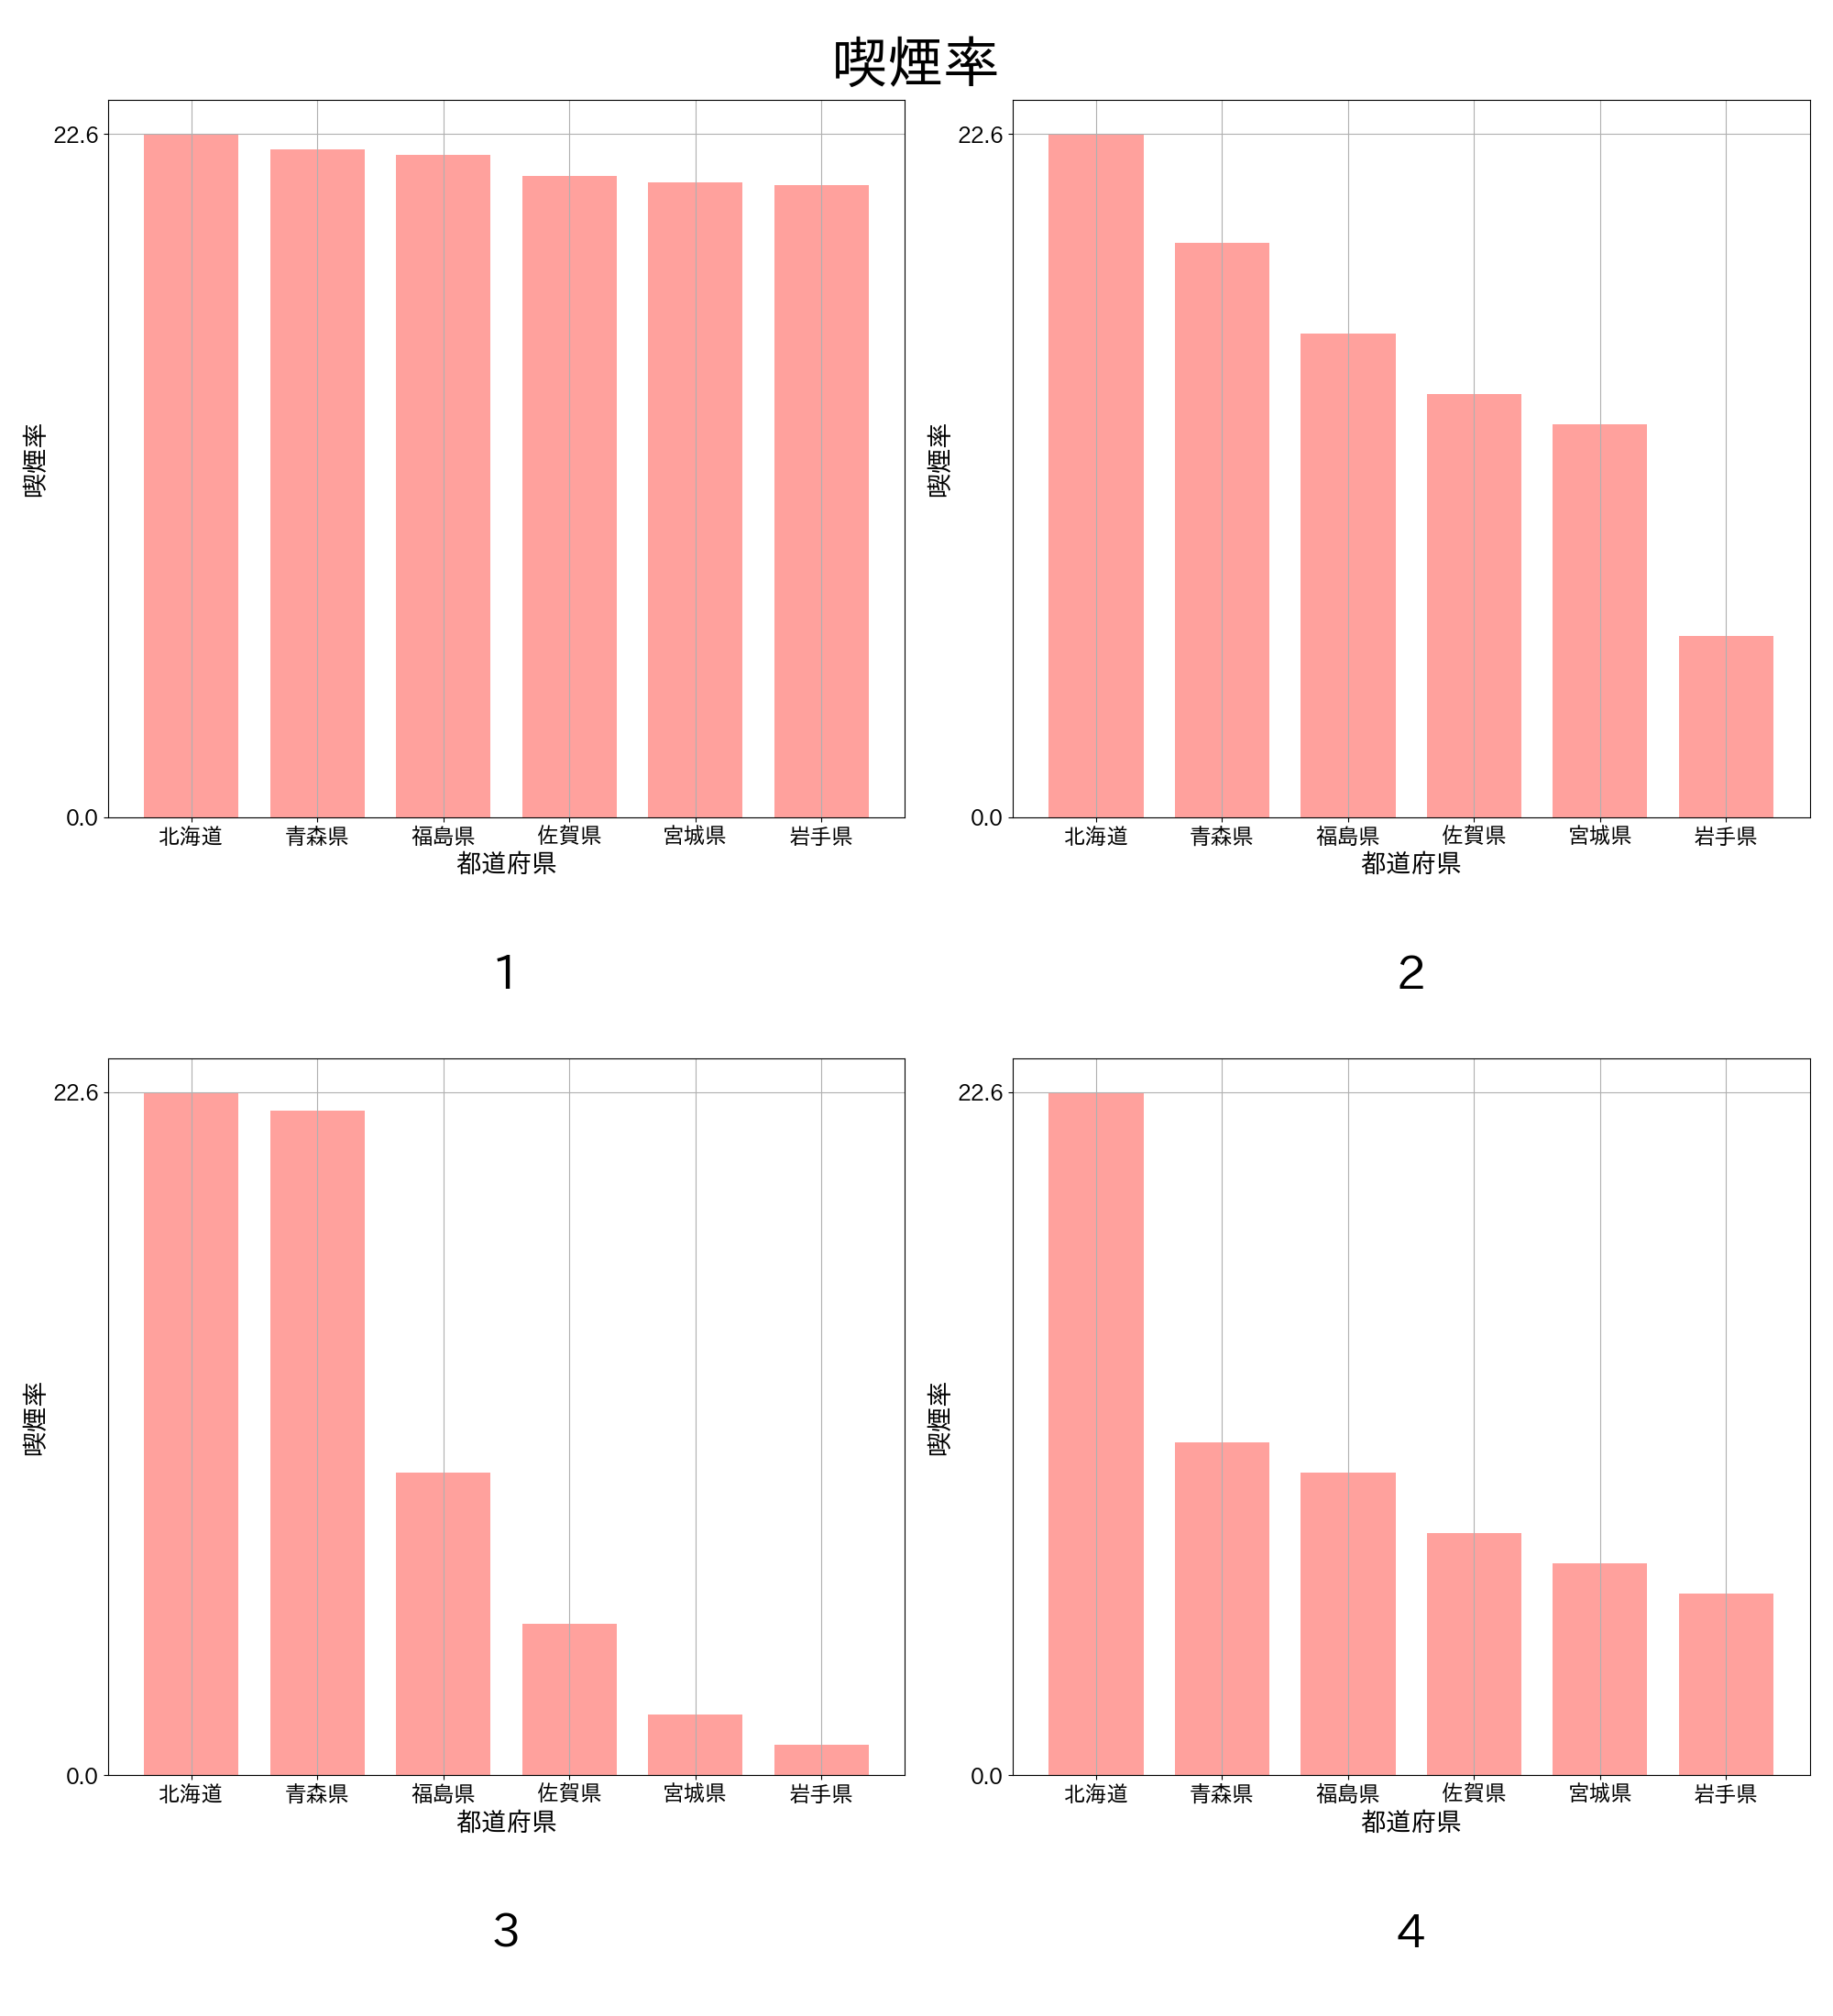 喫煙率
22.6
0.0
喫煙率
北海道 青森県 福島県 佐賀県 宮城県 岩手県
都道府県
1
22.6
0.0
喫煙率
北海道 青森県 福島県 佐賀県 宮城県 岩手県
都道府県
2
22.6
0.0
喫煙率
北海道 青森県 福島県 佐賀県 宮城県 岩手県
都道府県
3
22.6
0.0
喫煙率
北海道 青森県 福島県 佐賀県 宮城県 岩手県
都道府県
4